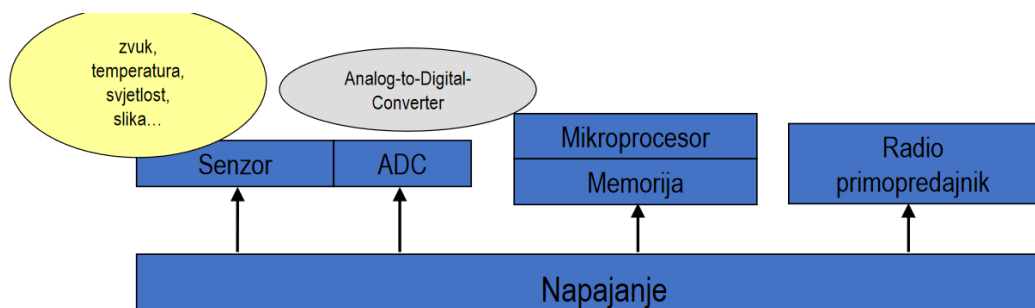 zvuk,
temperatura,
svjetlost,
slika…
Analog-to-Digital-
Converter
Senzor
ADC
Mikroprocesor
Memorija
Radio
primopredajnik
Napajanje